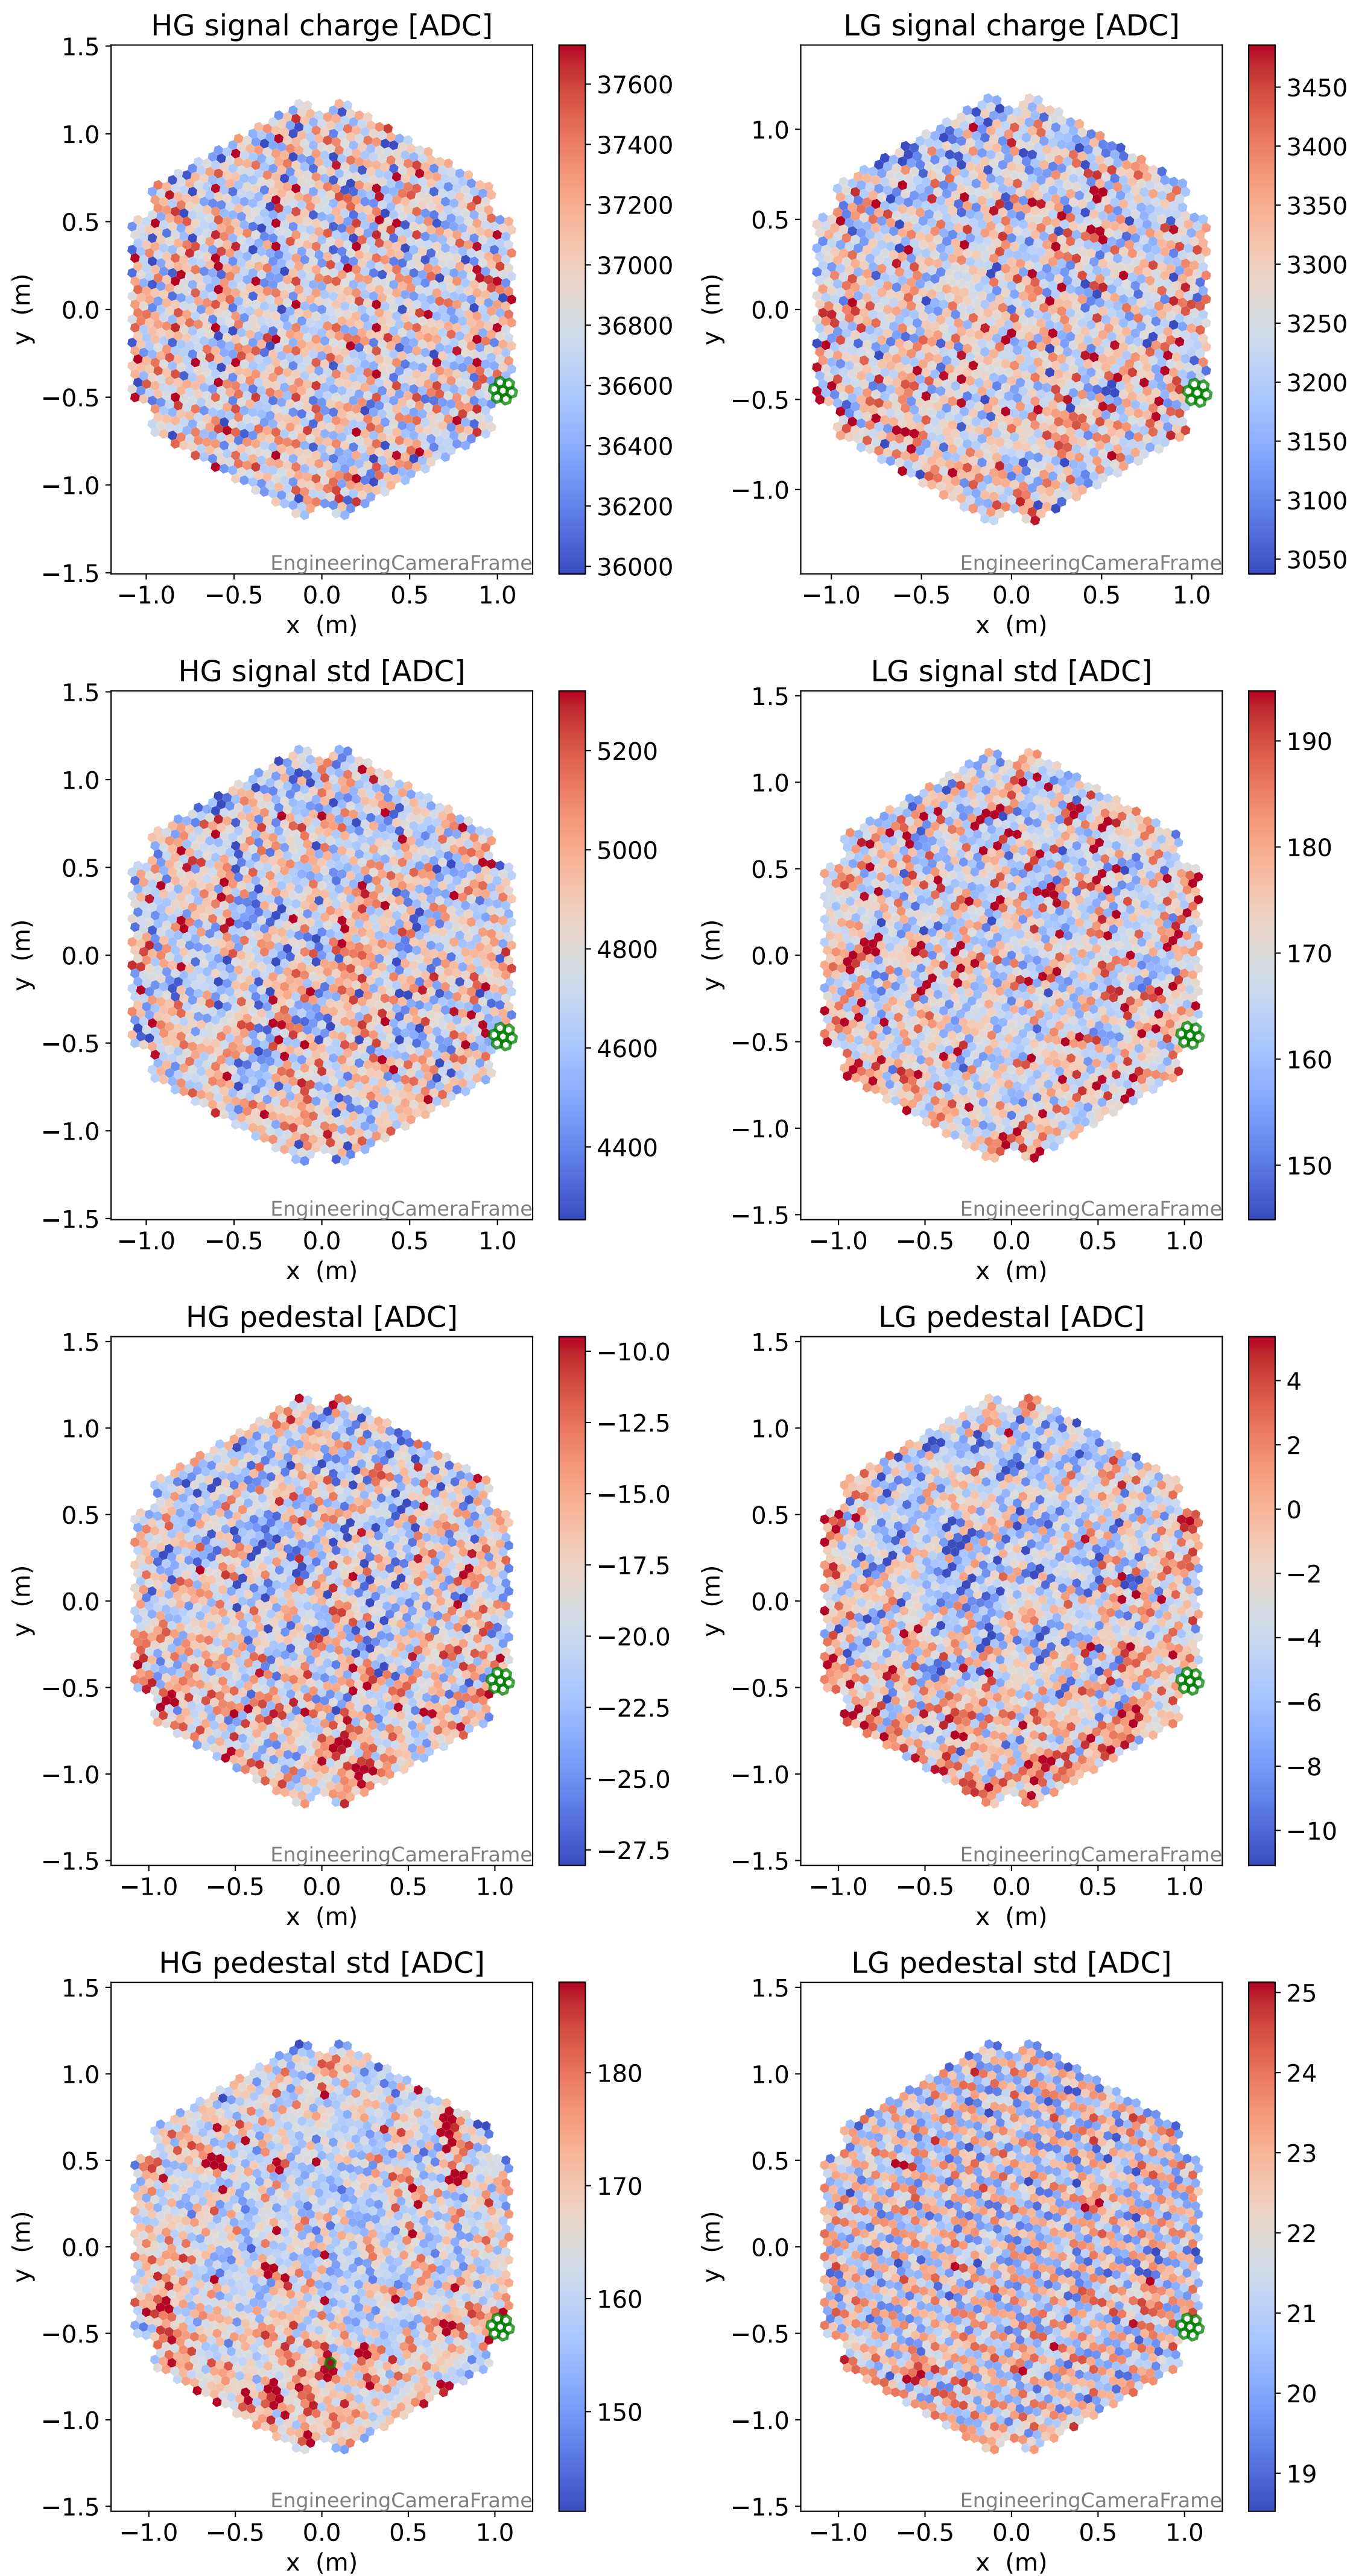 HG signal charge [ADC]
1.5
1.0
0.5
0.0
−0.5
−1.0
−1.5
y (m)
−1.0 −0.5 0.0 0.5 1.0
x (m)
EngineeringCameraFrame
37600
37400
37200
37000
36800
36600
36400
36200
36000
LG signal charge [ADC]
1.0
0.5
0.0
−0.5
−1.0
y (m)
−1.0 −0.5 0.0 0.5 1.0
x (m)
EngineeringCameraFrame
3450
3400
3350
3300
3250
3200
3150
3100
3050
HG signal std [ADC]
1.5
1.0
0.5
0.0
−0.5
−1.0
−1.5
y (m)
−1.0 −0.5 0.0 0.5 1.0
x (m)
EngineeringCameraFrame
5200
5000
4800
4600
4400
LG signal std [ADC]
1.5
1.0
0.5
0.0
−0.5
−1.0
−1.5
y (m)
−1.0 −0.5 0.0 0.5 1.0
x (m)
EngineeringCameraFrame
190
180
170
160
150
HG pedestal [ADC]
1.5
1.0
0.5
0.0
−0.5
−1.0
−1.5
y (m)
−1.0 −0.5 0.0 0.5 1.0
x (m)
EngineeringCameraFrame
−10.0
−12.5
−15.0
−17.5
−20.0
−22.5
−25.0
−27.5
LG pedestal [ADC]
1.5
1.0
0.5
0.0
−0.5
−1.0
−1.5
y (m)
−1.0 −0.5 0.0 0.5 1.0
x (m)
EngineeringCameraFrame
4
2
0
−2
−4
−6
−8
−10
HG pedestal std [ADC]
1.5
1.0
0.5
0.0
−0.5
−1.0
−1.5
y (m)
−1.0 −0.5 0.0 0.5 1.0
x (m)
EngineeringCameraFrame
180
170
160
150
LG pedestal std [ADC]
1.5
1.0
0.5
0.0
−0.5
−1.0
−1.5
y (m)
−1.0 −0.5 0.0 0.5 1.0
x (m)
EngineeringCameraFrame
25
24
23
22
21
20
19